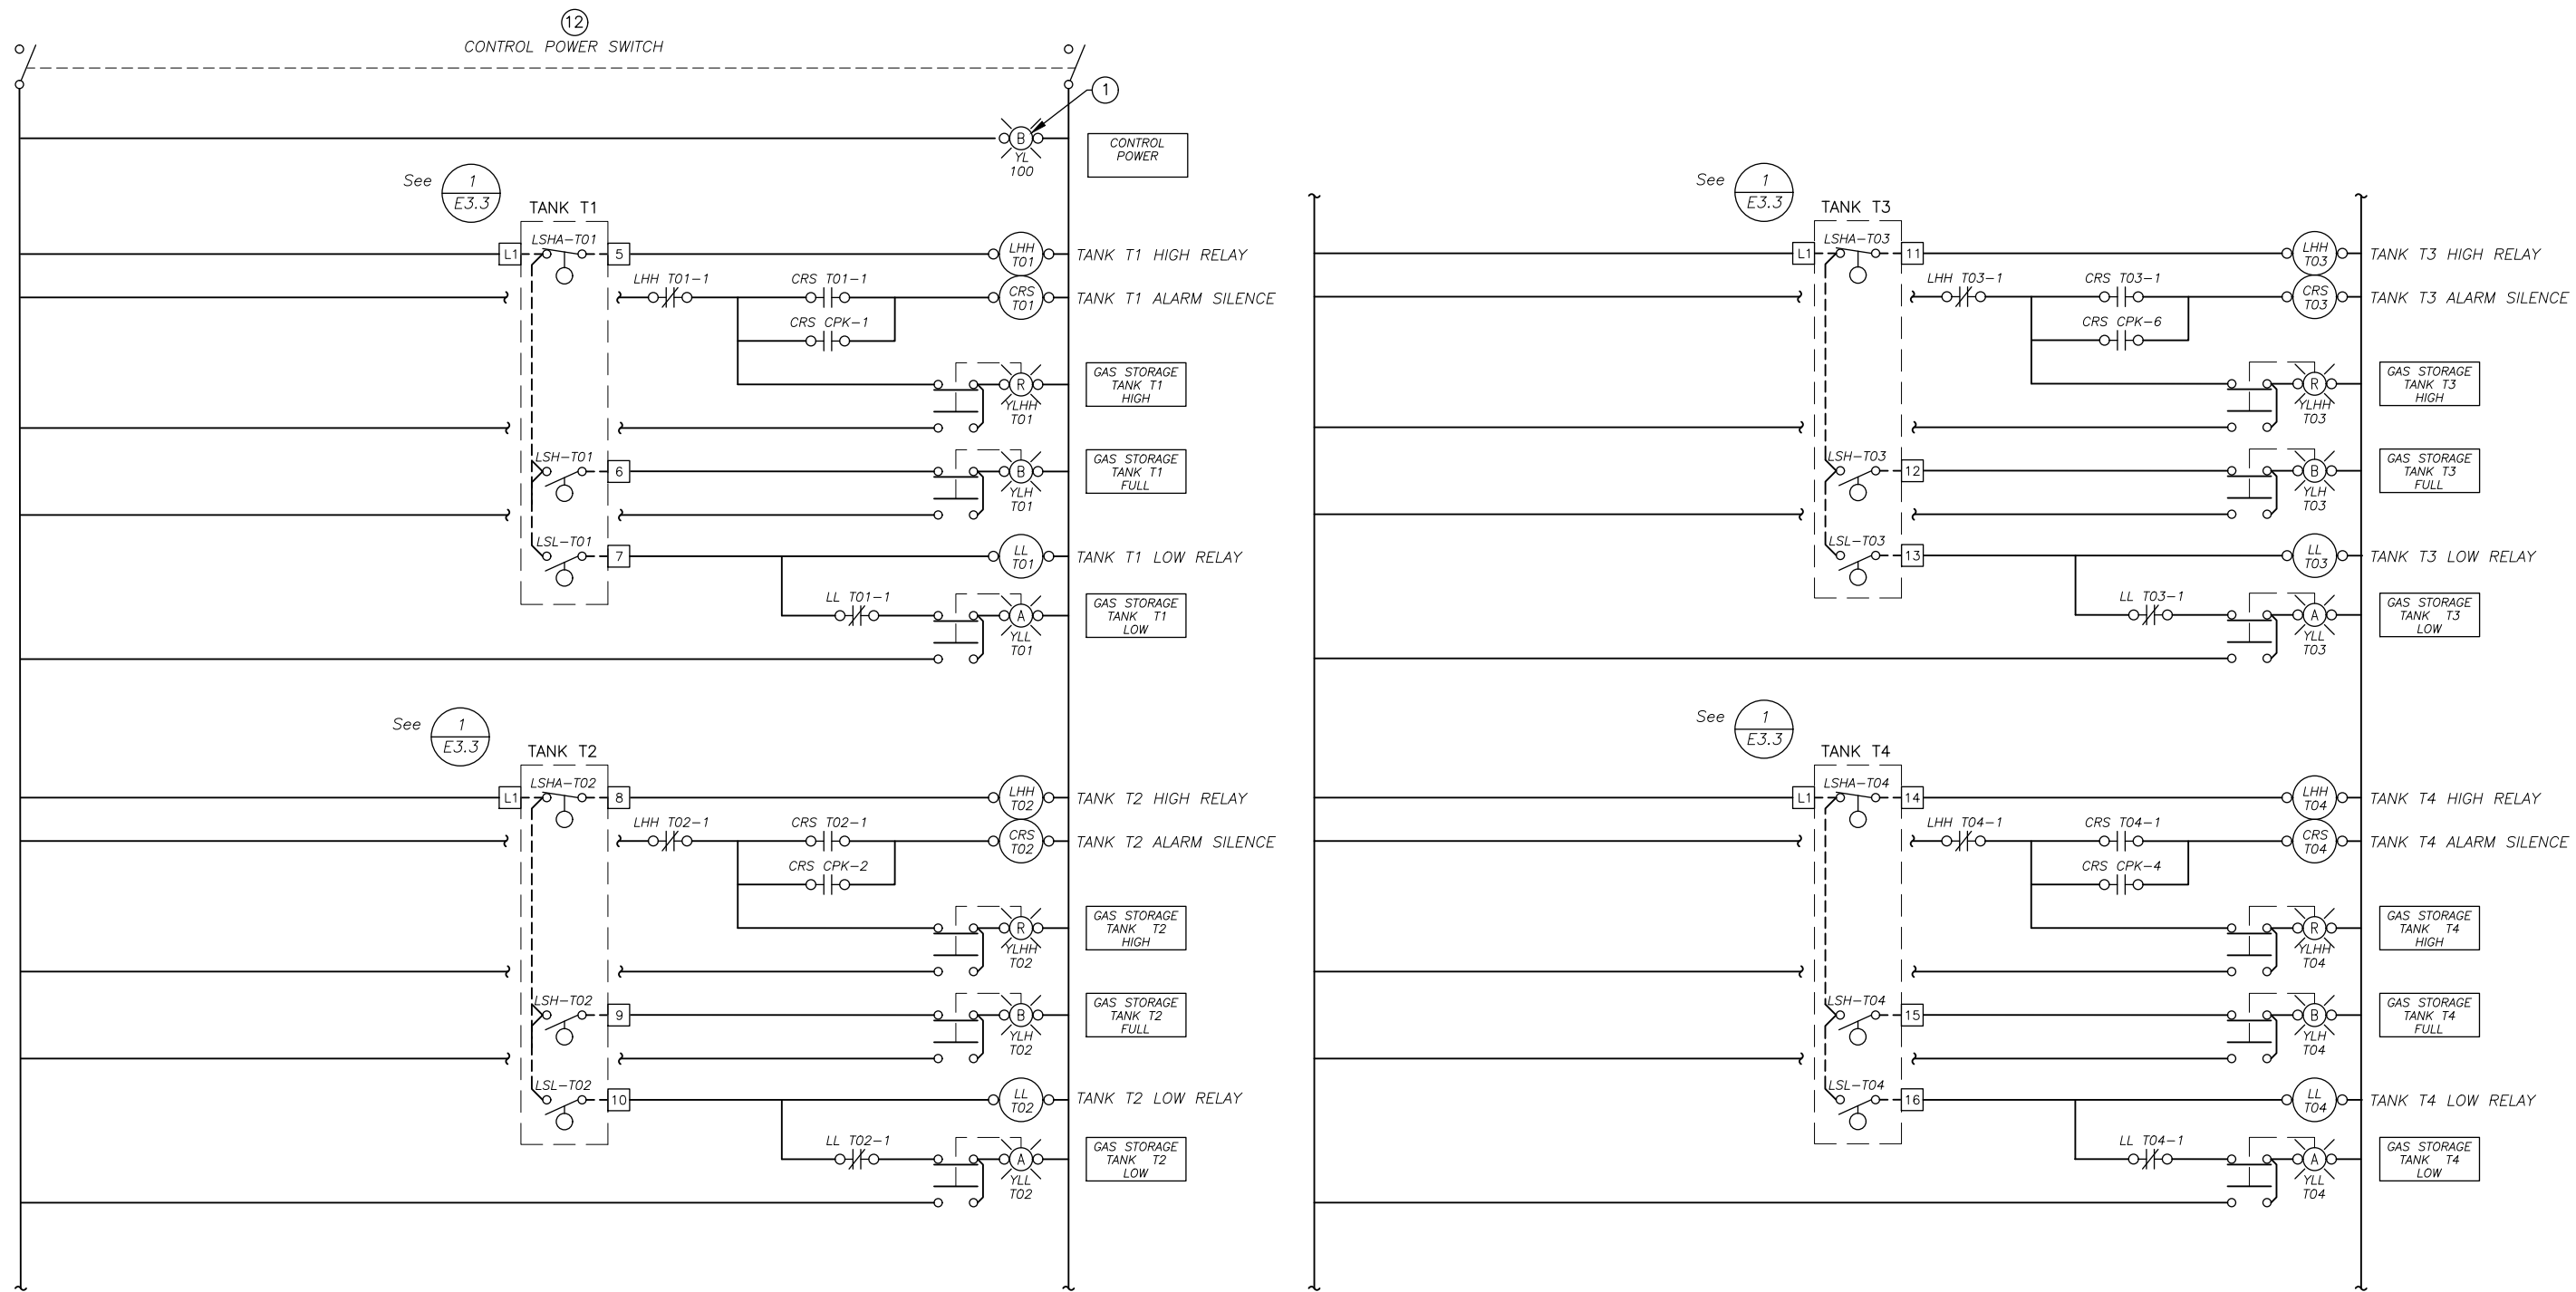 12
CONTROL POWER SWITCH
1
B
YL
100
CONTROL
POWER
See
1
E3.3
TANK T1
LSHA-T01
L1
5
LHH
T01
TANK T1 HIGH RELAY
LHH T01-1
CRS T01-1
CRS
T01
TANK T1 ALARM SILENCE
CRS CPK-1
R
YLHH
T01
GAS STORAGE
TANK T1
HIGH
LSH-T01
6
B
YLH
T01
GAS STORAGE
TANK T1
FULL
LSL-T01
7
LL
T01
TANK T1 LOW RELAY
LL T01-1
A
YLL
T01
GAS STORAGE
TANK T1
LOW
See
1
E3.3
TANK T2
LSHA-T02
L1
8
LHH
T02
TANK T2 HIGH RELAY
LHH T02-1
CRS T02-1
CRS
T02
TANK T2 ALARM SILENCE
CRS CPK-2
R
YLHH
T02
GAS STORAGE
TANK T2
HIGH
LSH-T02
9
B
YLH
T02
GAS STORAGE
TANK T2
FULL
LSL-T02
10
LL
T02
TANK T2 LOW RELAY
LL T02-1
A
YLL
T02
GAS STORAGE
TANK T2
LOW
See
1
E3.3
TANK T3
LSHA-T03
L1
11
LHH
T03
TANK T3 HIGH RELAY
LHH T03-1
CRS T03-1
CRS
T03
TANK T3 ALARM SILENCE
CRS CPK-6
R
YLHH
T03
GAS STORAGE
TANK T3
HIGH
LSH-T03
12
B
YLH
T03
GAS STORAGE
TANK T3
FULL
LSL-T03
13
LL
T03
TANK T3 LOW RELAY
LL T03-1
A
YLL
T03
GAS STORAGE
TANK T3
LOW
See
1
E3.3
TANK T4
LSHA-T04
L1
14
LHH
T04
TANK T4 HIGH RELAY
LHH T04-1
CRS T04-1
CRS
T04
TANK T4 ALARM SILENCE
CRS CPK-4
R
YLHH
T04
GAS STORAGE
TANK T4
HIGH
LSH-T04
15
B
YLH
T04
GAS STORAGE
TANK T4
FULL
LSL-T04
16
LL
T04
TANK T4 LOW RELAY
LL T04-1
A
YLL
T04
GAS STORAGE
TANK T4
LOW